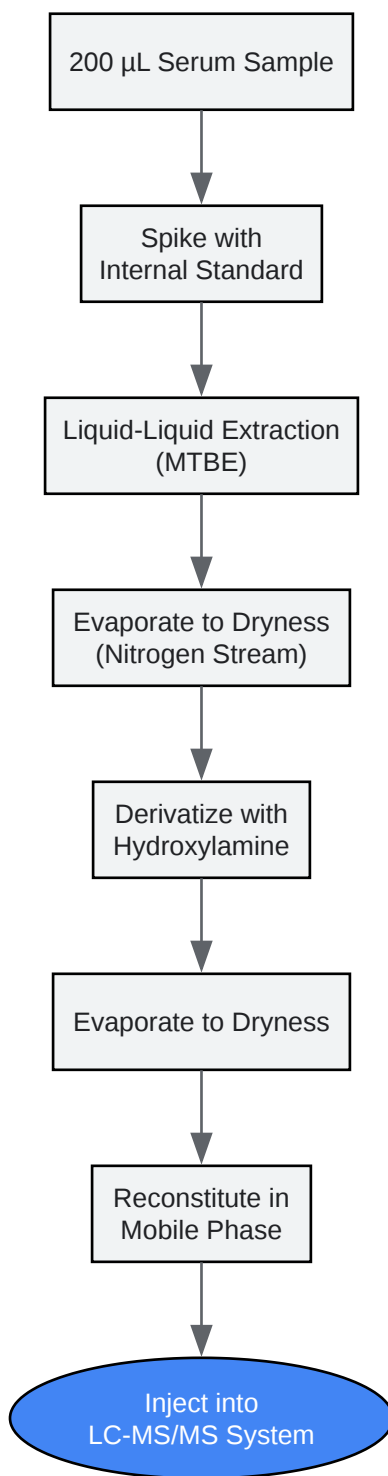 200 µL Serum Sample
Spike with
Internal Standard
Liquid-Liquid Extraction
(MTBE)
Evaporate to Dryness
(Nitrogen Stream)
Derivatize with
Hydroxylamine
Evaporate to Dryness
Reconstitute in
Mobile Phase
Inject into
LC-MS/MS System